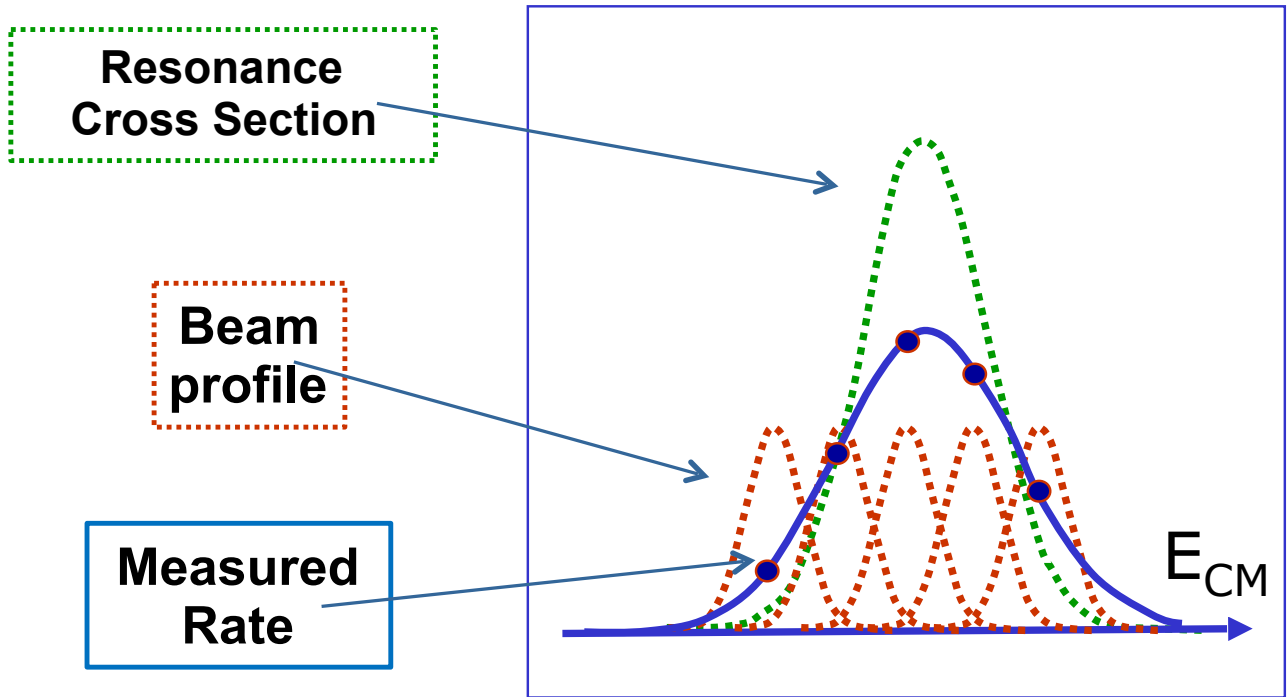 Resonance
Cross Section
Beam
profile
Measured
Rate
E_CM